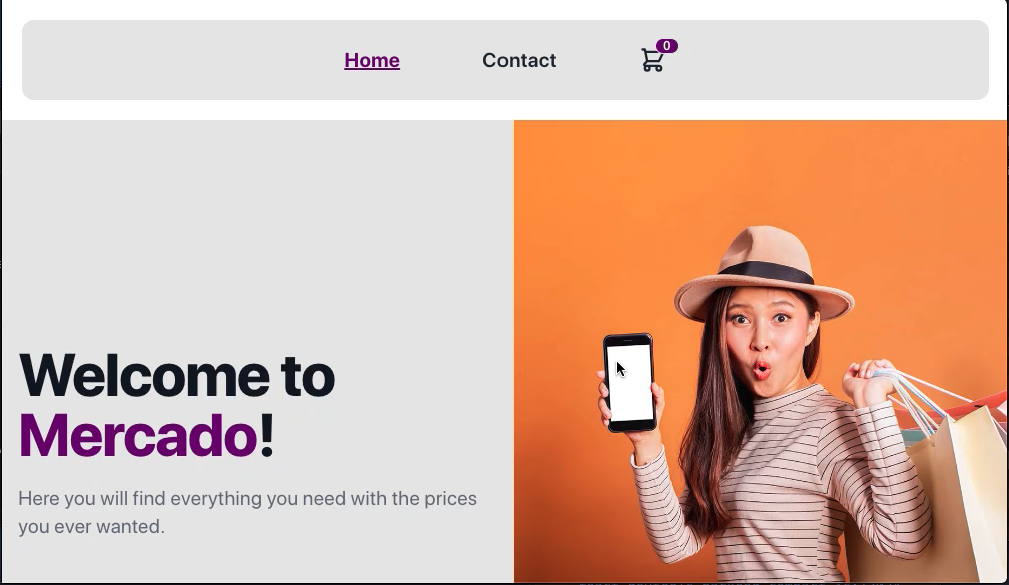 Home Contact 0
Welcome to
Mercado!
Here you will find everything you need with the prices
you ever wanted.